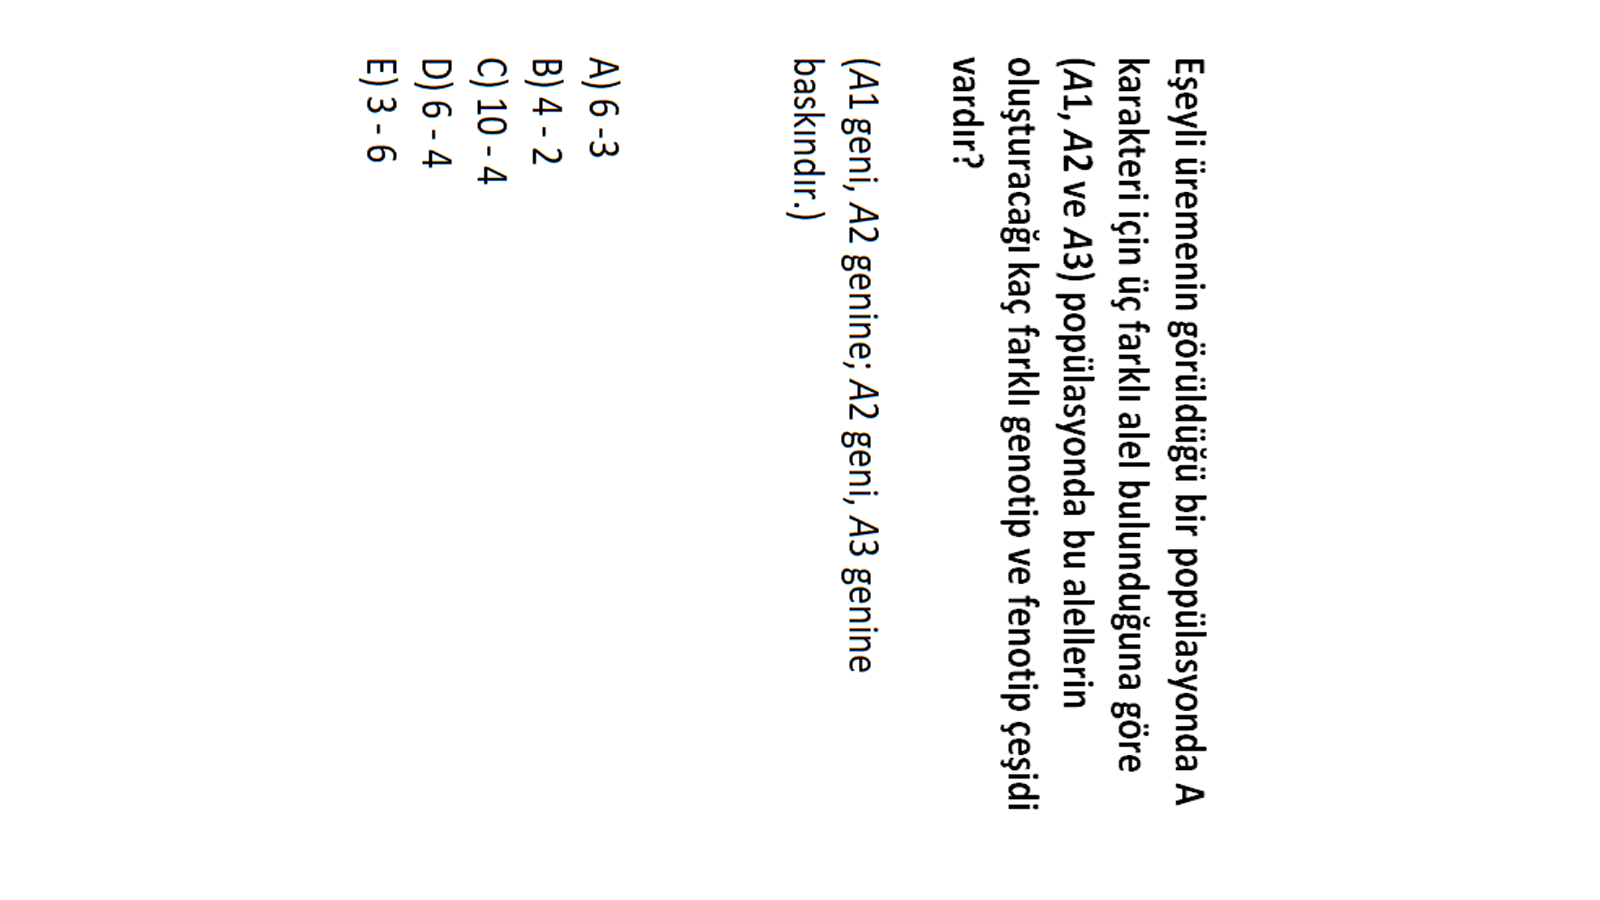 Eşeyli üremenin görüldüğü bir popülasyonda A
karakteri için üç farklı alel bulunduğuna göre
(A1, A2 ve A3) popülasyonda bu alellerin
oluşturacağı kaç farklı genotip ve fenotip çeşidi
vardır?
(A1 geni, A2 genine; A2 geni, A3 genine
baskındır.)
A) 6 -3
B) 4 - 2
C) 10 - 4
D) 6 - 4
E) 3 - 6